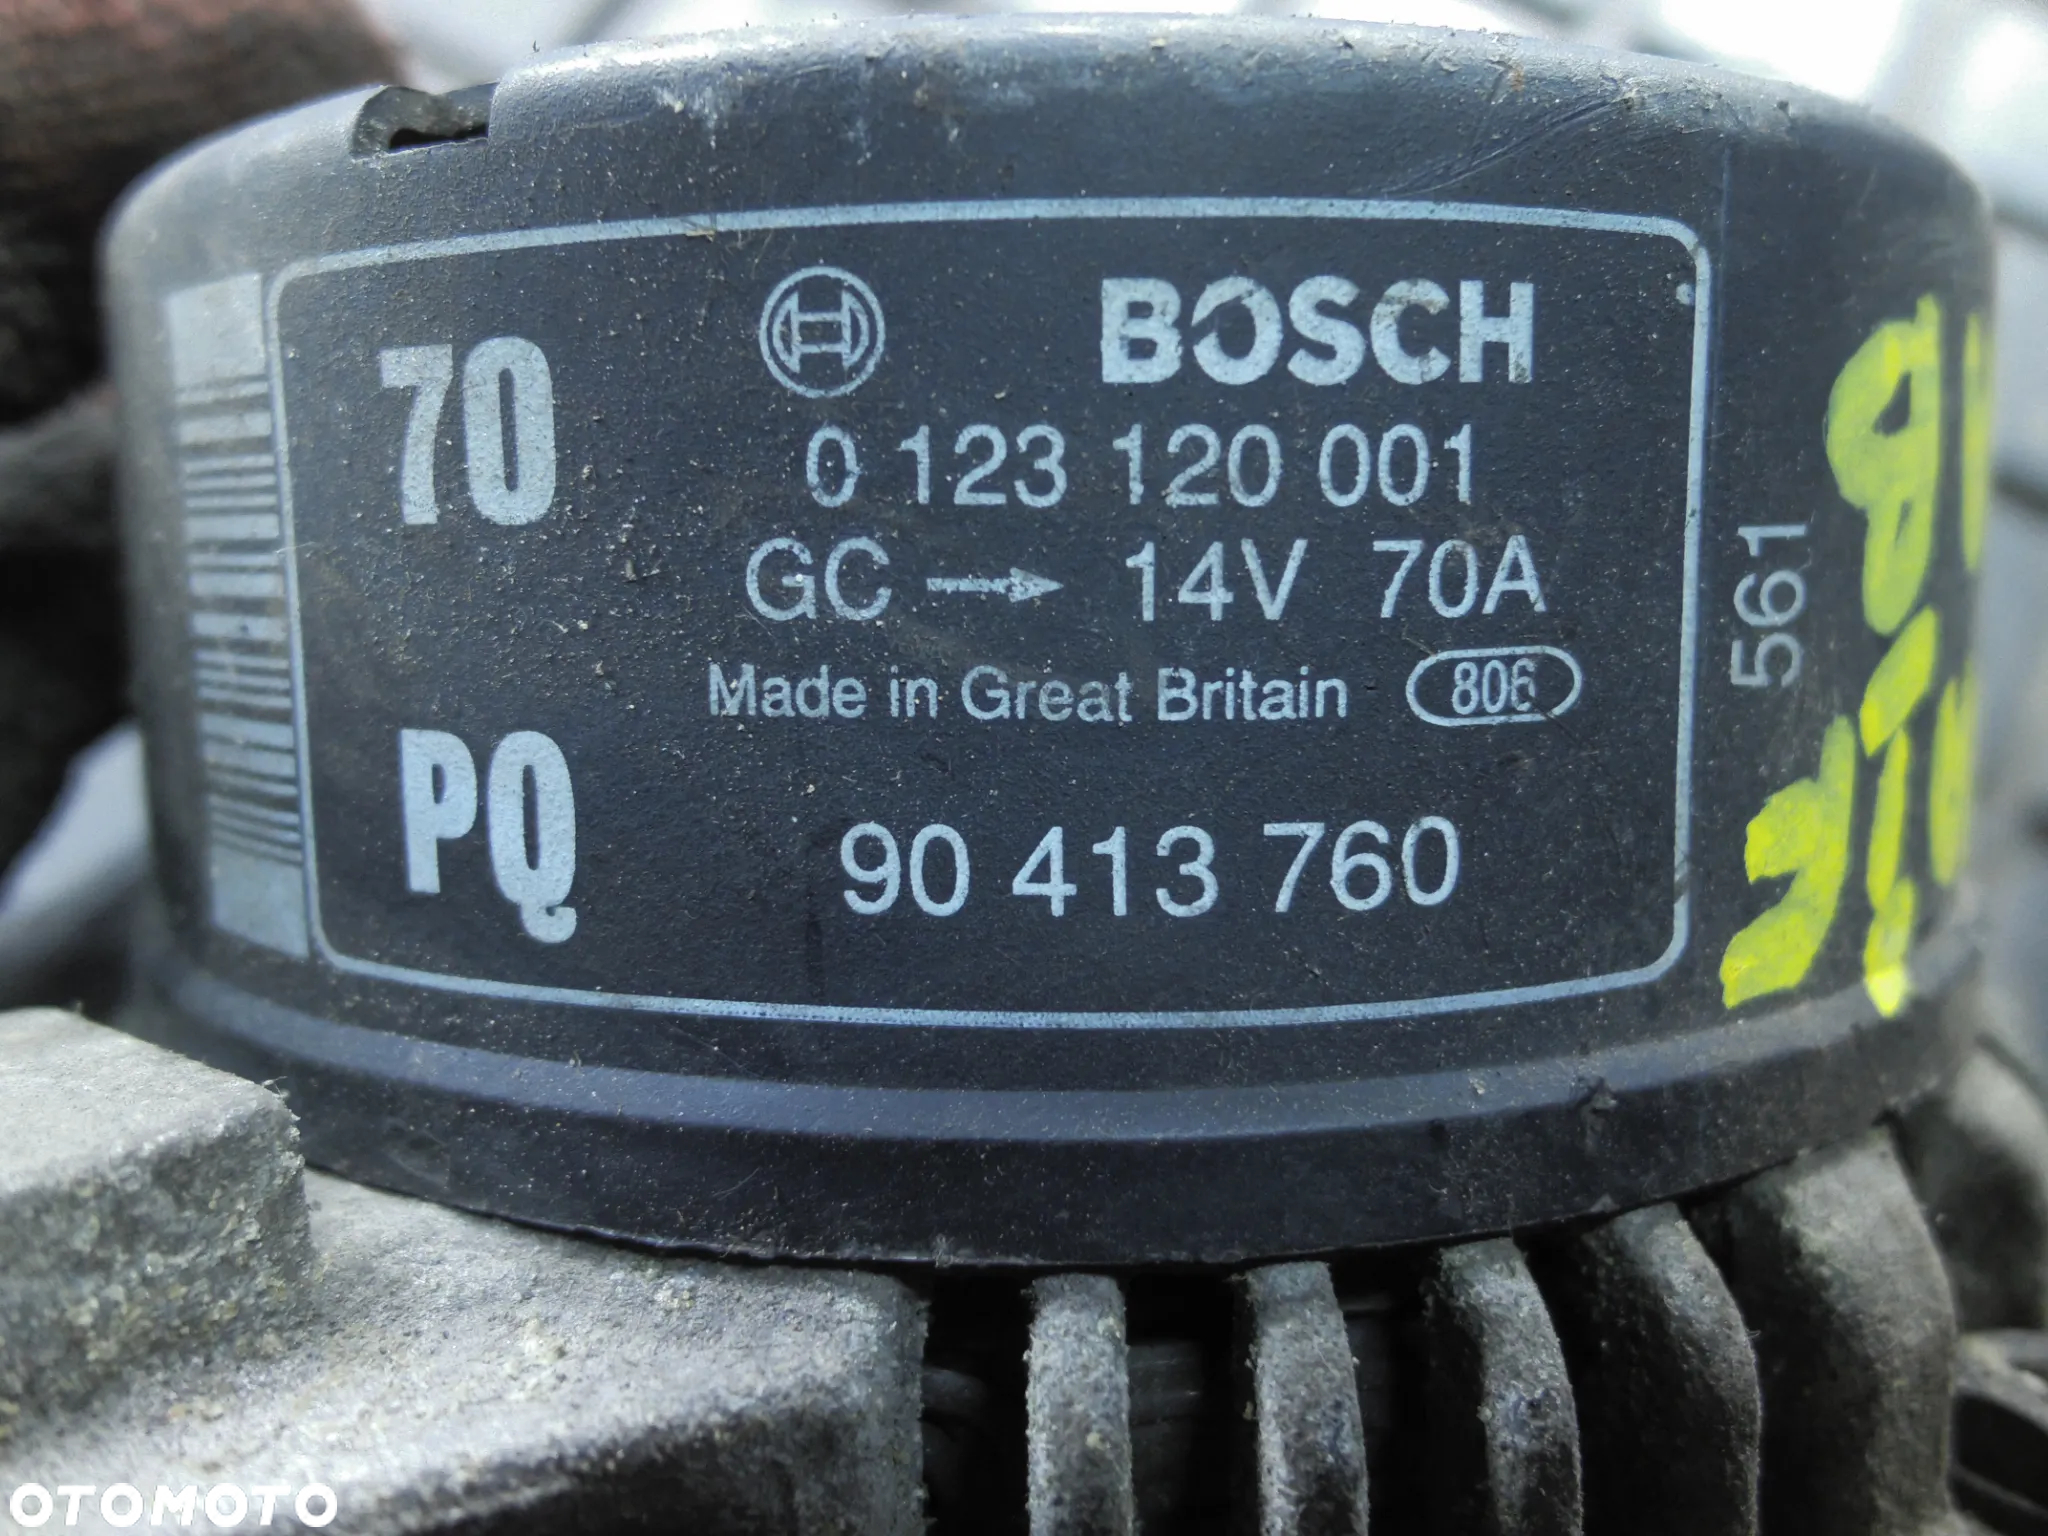 70
BOSCH
0 123 120 001
GC → 14V 70A
Made in Great Britain 806
PQ
90 413 760
561
OTOMOTO